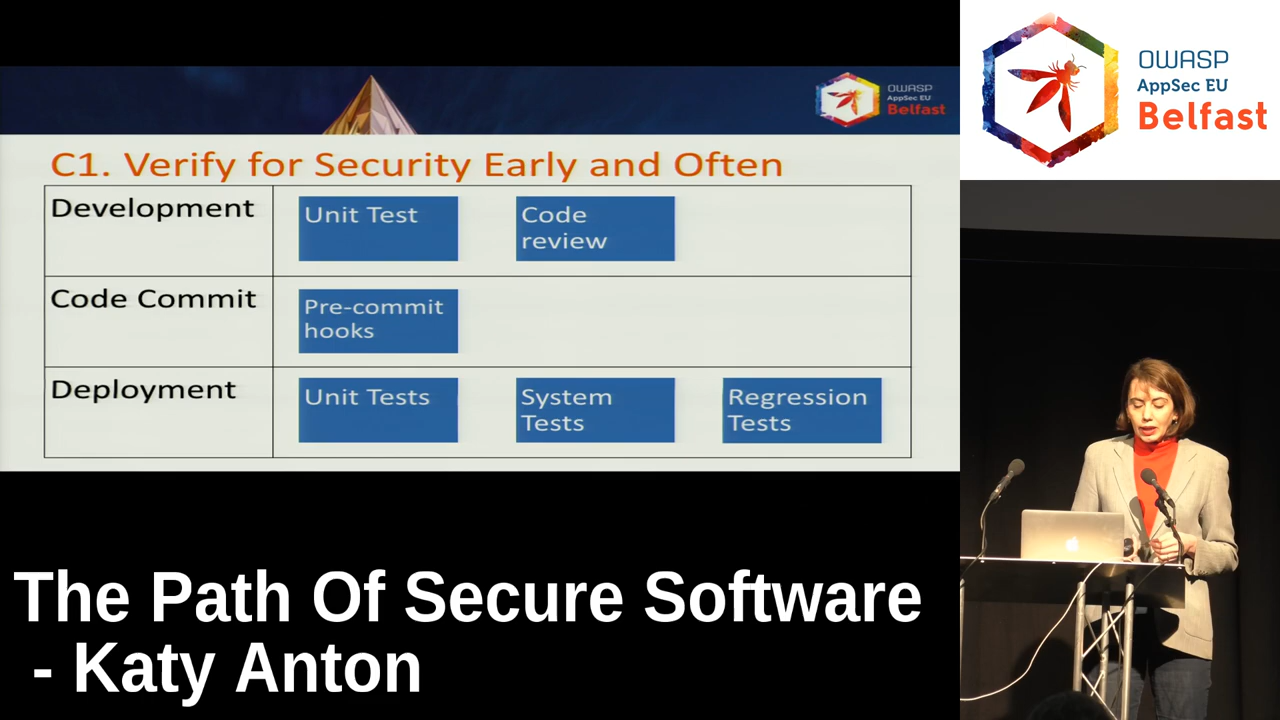 OWASP
AppSec EU
Belfast
C1. Verify for Security Early and Often
Development
Unit Test
Code
review
Code Commit
Pre-commit
hooks
Deployment
Unit Tests
System
Tests
Regression
Tests
OWASP
AppSec EU
Belfast
The Path Of Secure Software
- Katy Anton